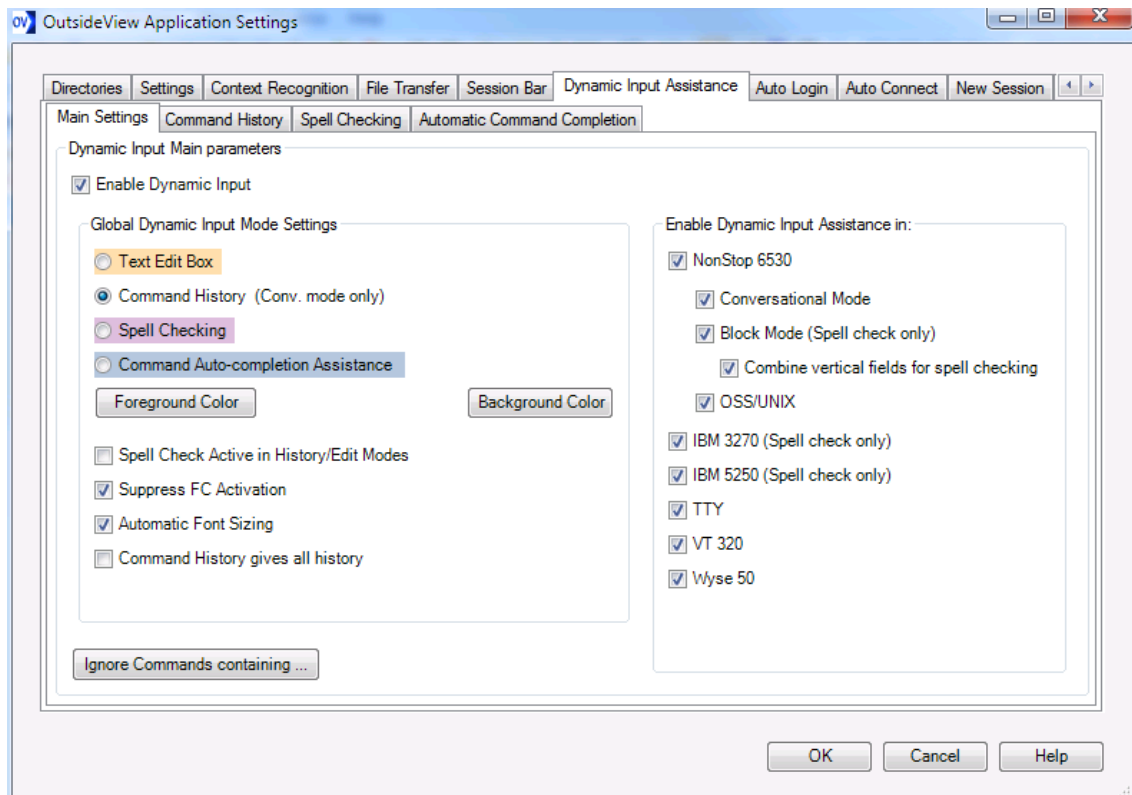 OV OutsideView Application Settings
Directories Settings Context Recognition File Transfer Session Bar Dynamic Input Assistance Auto Login Auto Connect New Session
Main Settings Command History Spell Checking Automatic Command Completion
Dynamic Input Main parameters
Enable Dynamic Input
Global Dynamic Input Mode Settings
Text Edit Box
Command History (Conv. mode only)
Spell Checking
Command Auto-completion Assistance
Foreground Color Background Color
Spell Check Active in History/Edit Modes
Suppress FC Activation
Automatic Font Sizing
Command History gives all history
Enable Dynamic Input Assistance in:
NonStop 6530
Conversational Mode
Block Mode (Spell check only)
Combine vertical fields for spell checking
OSS/UNIX
IBM 3270 (Spell check only)
IBM 5250 (Spell check only)
TTY
VT 320
Wyse 50
Ignore Commands containing ...
OK Cancel Help